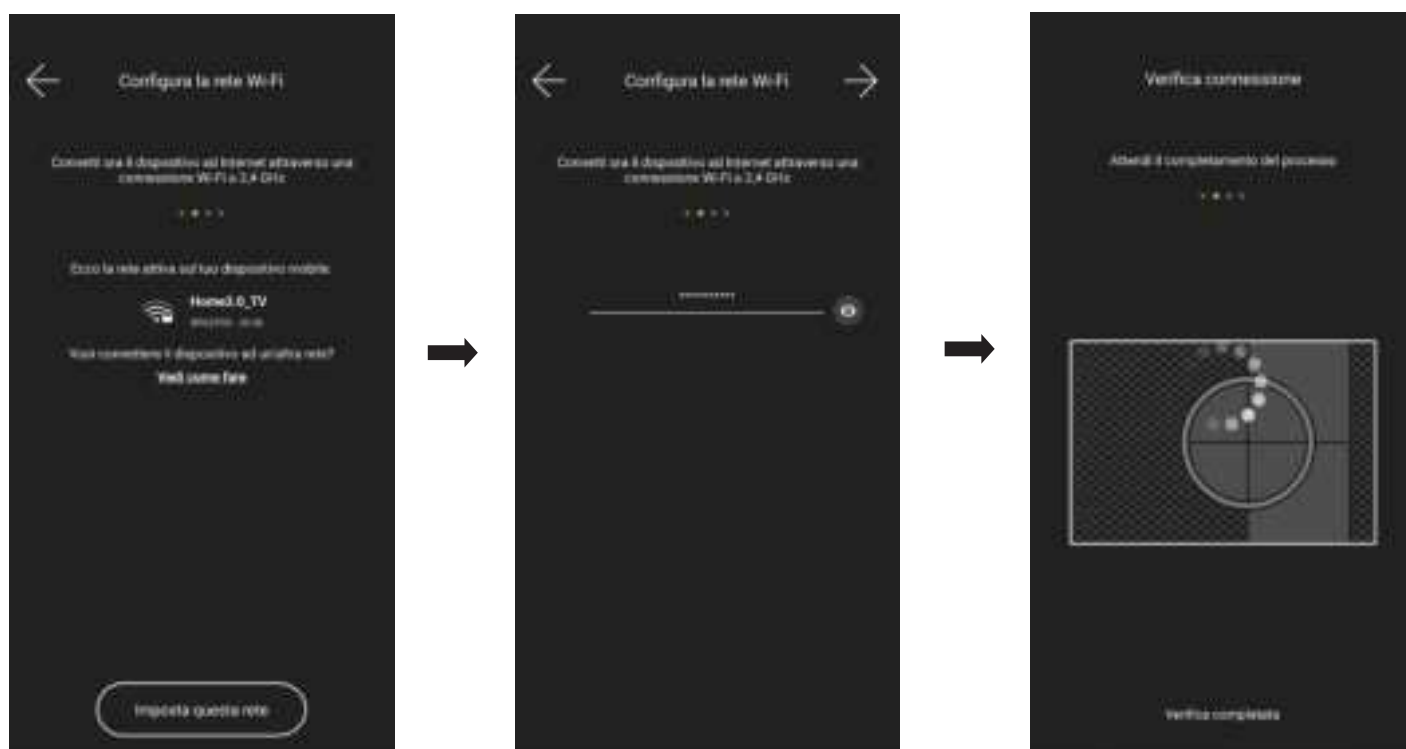 Configura la rete Wi-Fi
Connetti ora il dispositivo ad Internet attraverso una
connessione Wi-Fi a 2,4 GHz
Ecco la rete attiva sul tuo dispositivo mobile
Home3.0_TV
Vuoi connettere il dispositivo ad un'altra rete?
Vedi come fare
Imposta questa rete
Configura la rete Wi-Fi
Connetti ora il dispositivo ad Internet attraverso una
connessione Wi-Fi a 2,4 GHz
Verifica connessione
Attendi il completamento del processo
Verifica completata